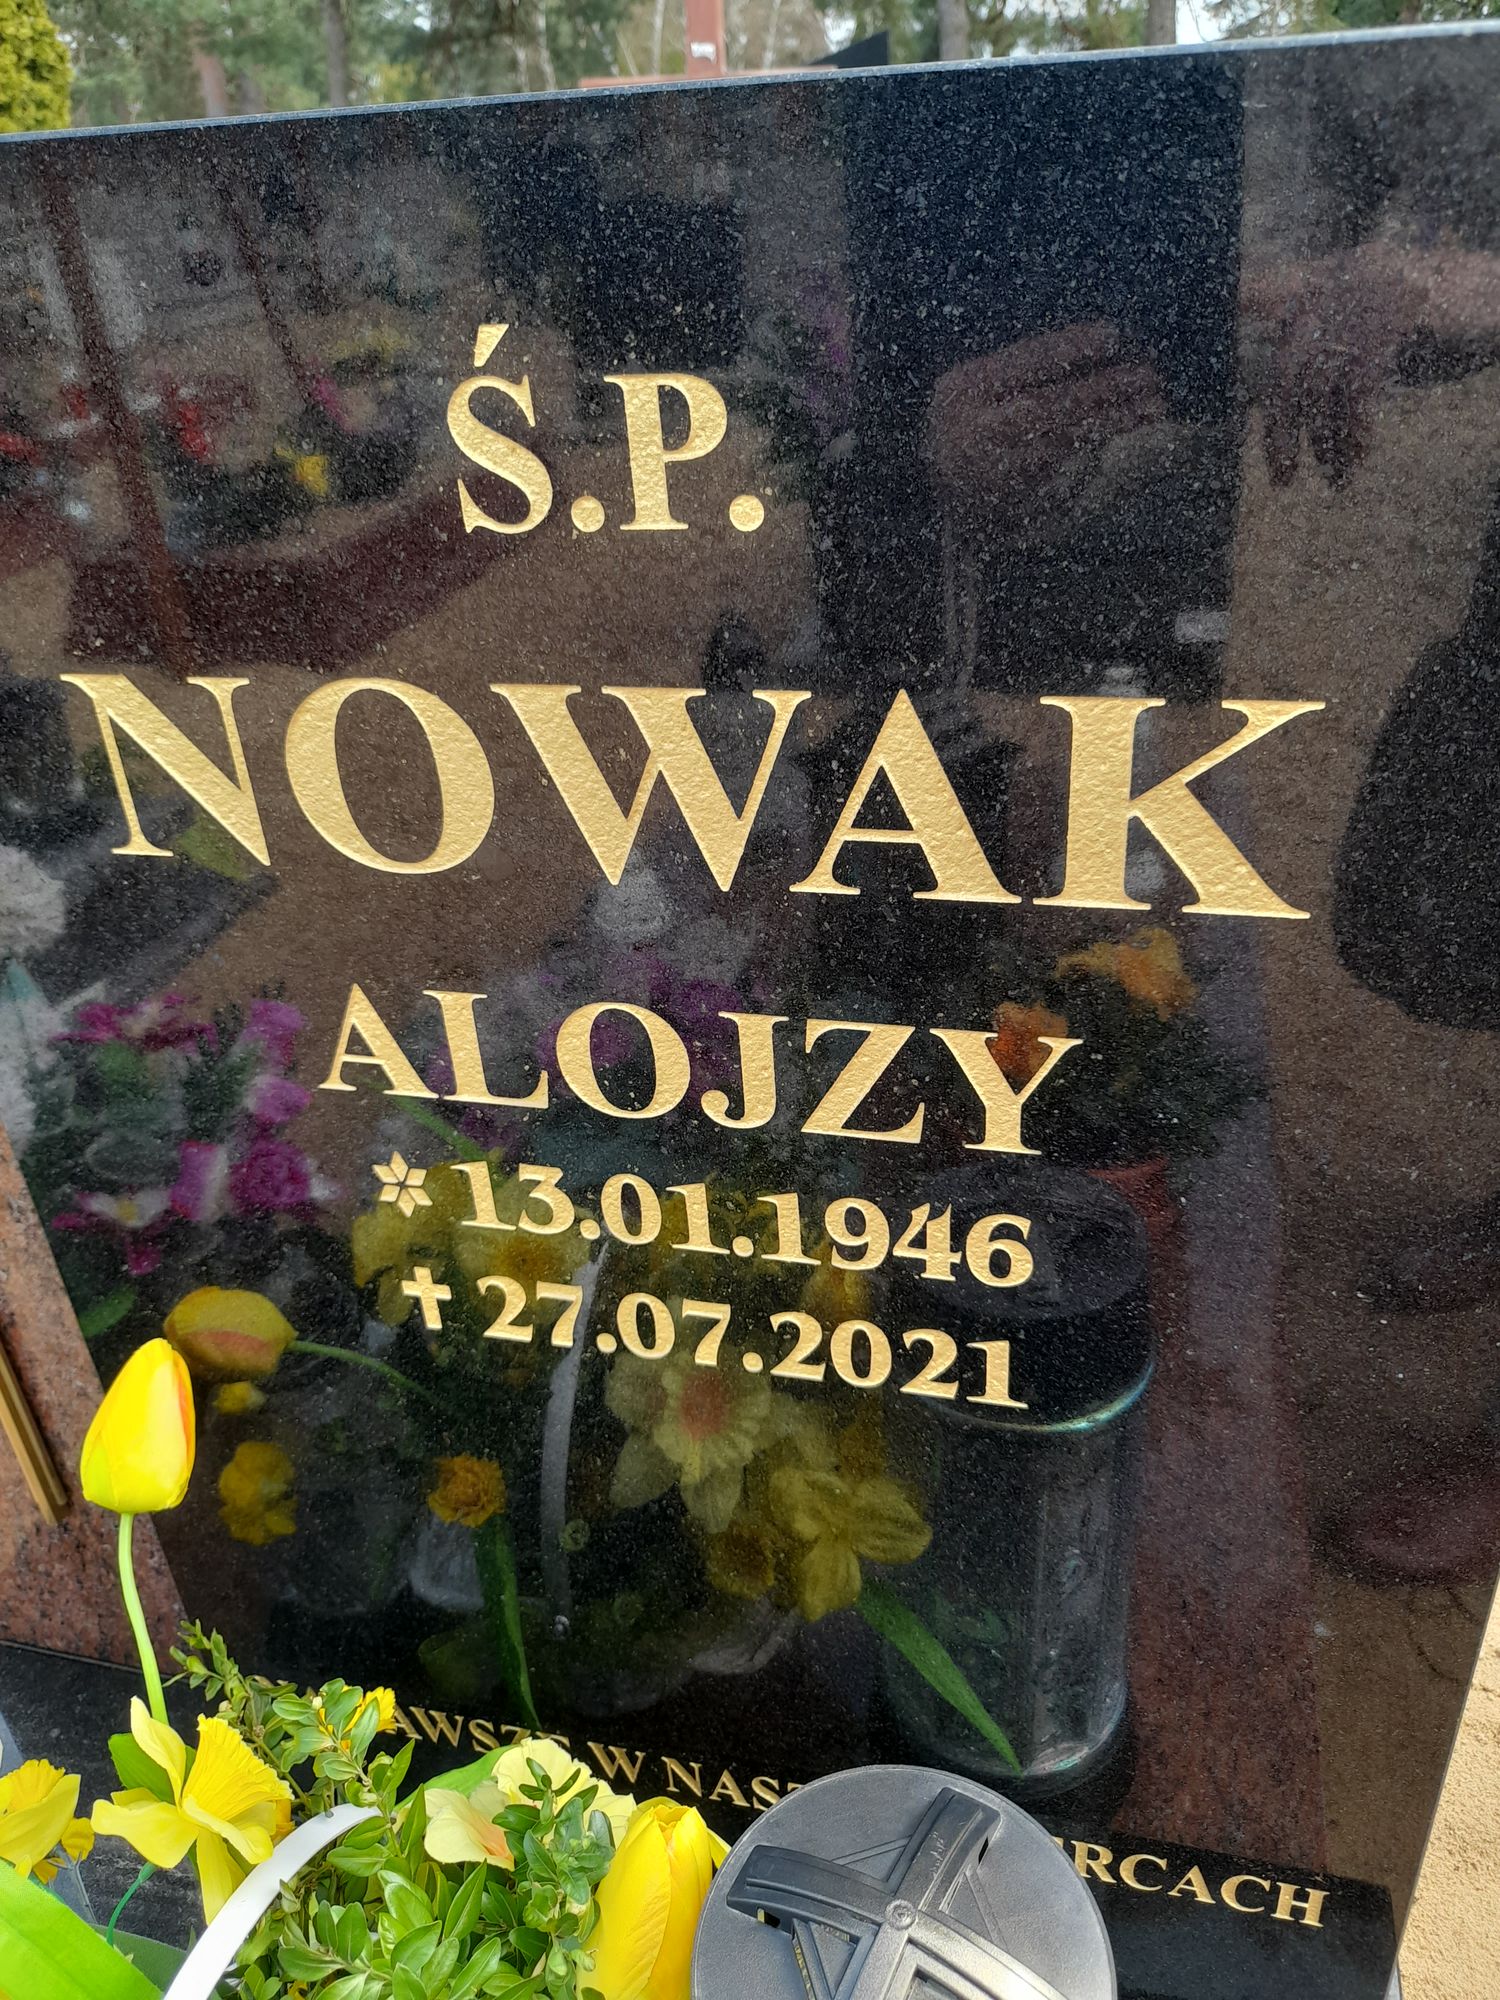 Ś.P.
NOWAK
ALOJZY
* 13.01.1946
✝ 27.07.2021
W